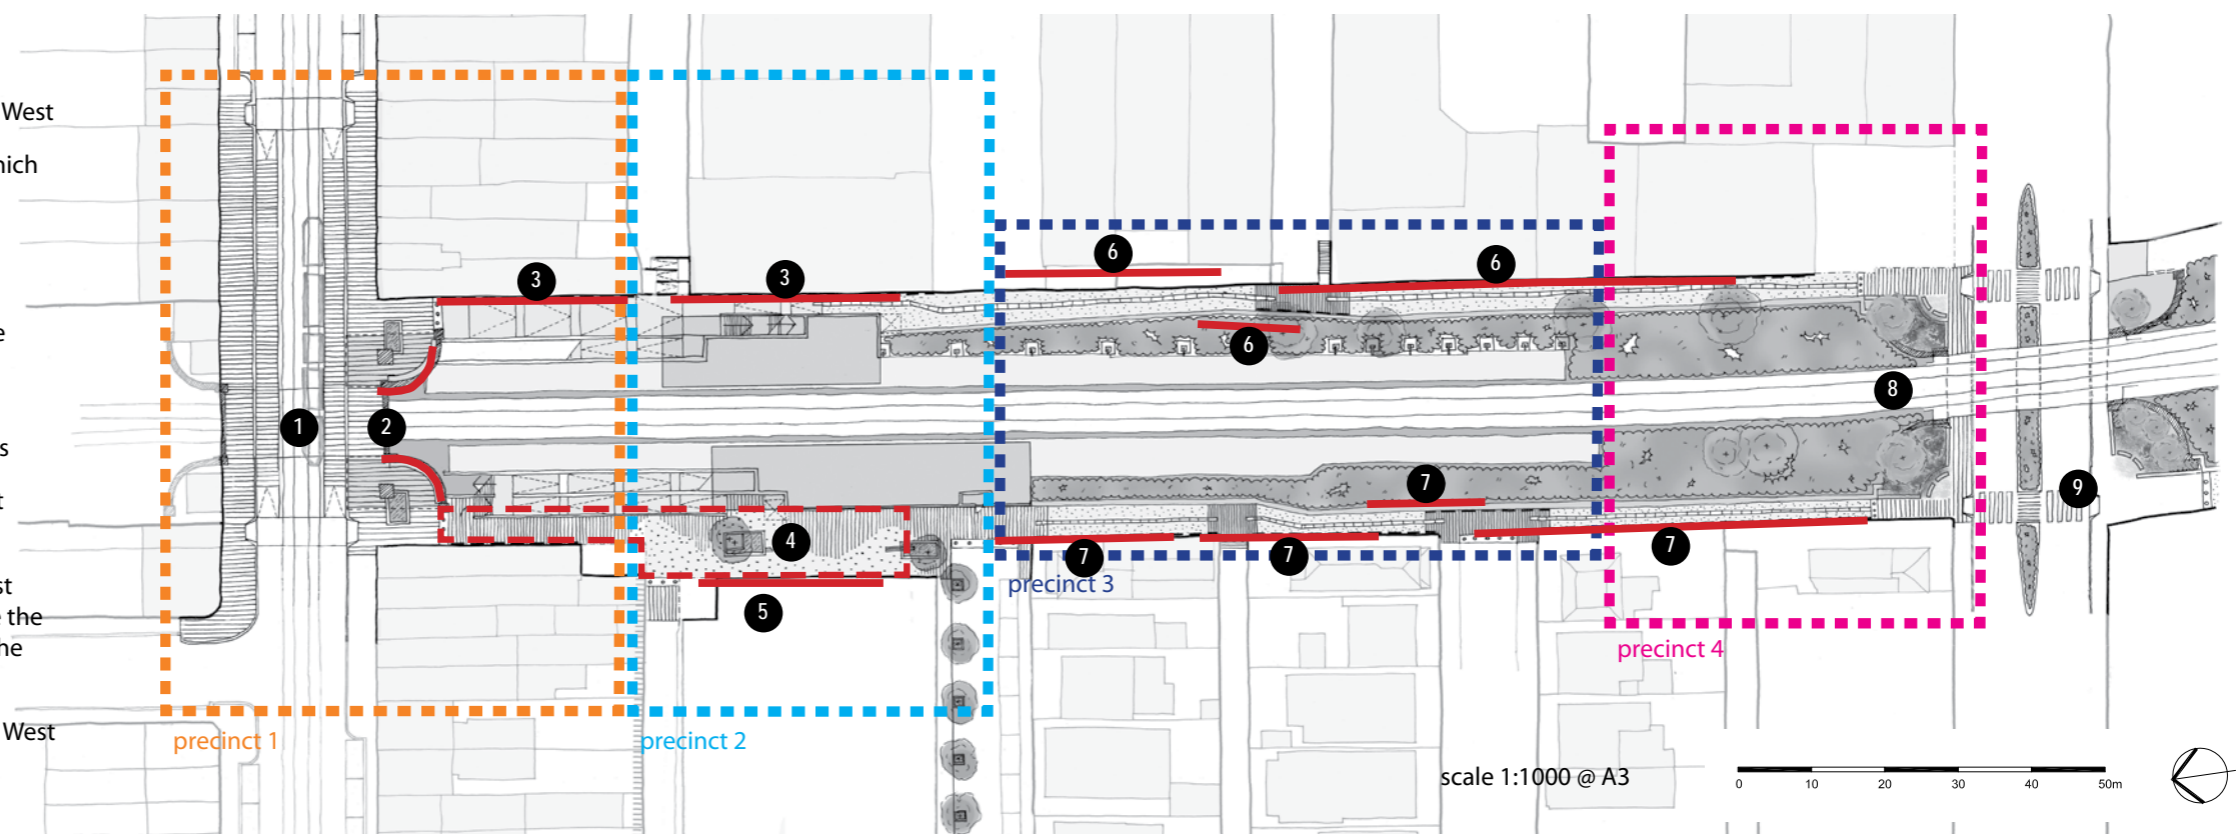 West
nich
e
s
t
st
e the
he
West
3
3
6
6
6
1
2
8
7
9
4
7
7
7
5
precinct 3
precinct 4
precinct 1
precinct 2
scale 1:1000 @ A3
0 10 20 30 40 50m